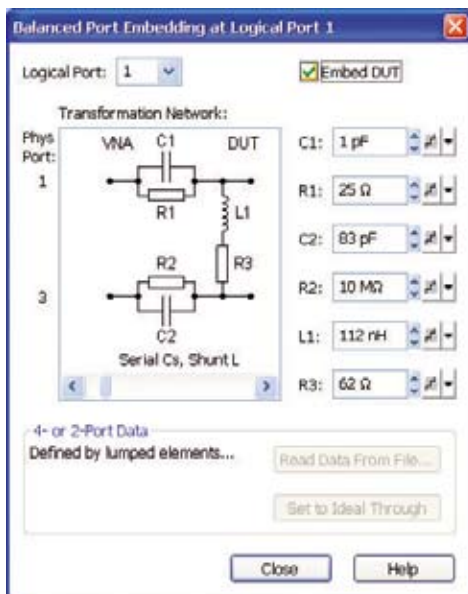 Balanced Port Embedding at Logical Port 1
Logical Port: 1
Embed DUT
Transformation Network:
Phys Port:
VNA C1 DUT
1
R1 L1
R2 R3
3
C2
Serial Cs, Shunt L
C1: 1 pF
R1: 25 Ω
C2: 83 pF
R2: 10 MΩ
L1: 112 nH
R3: 62 Ω
4- or 2-Port Data
Defined by lumped elements...
Read Data From File...
Set to Ideal Through
Close
Help